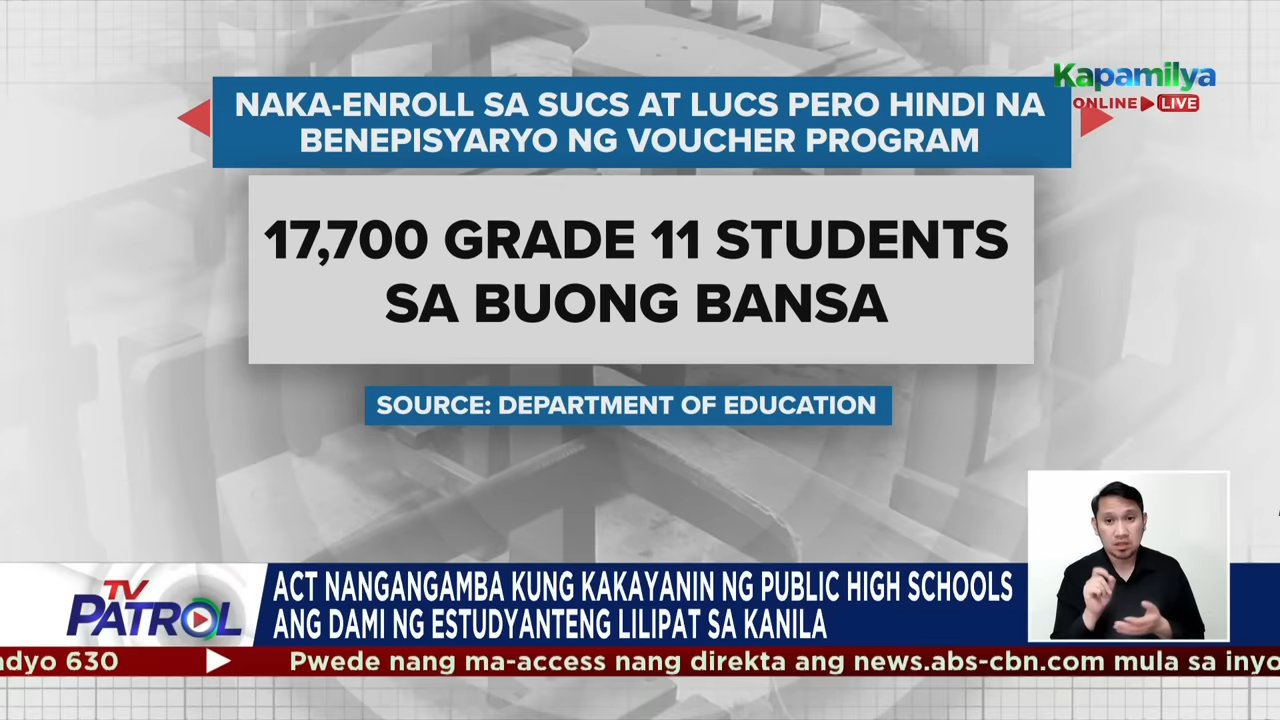 Kapamilya
ONLINE LIVE
NAKA-ENROLL SA SUCS AT LUCS PERO HINDI NA
BENEPISYARYO NG VOUCHER PROGRAM
17,700 GRADE 11 STUDENTS
SA BUONG BANSA
SOURCE: DEPARTMENT OF EDUCATION
TV
PATROL
ACT NANGANGAMBA KUNG KAKAYANIN NG PUBLIC HIGH SCHOOLS
ANG DAMI NG ESTUDYANTENG LILIPAT SA KANILA
adyo 630 Pwede nang ma-access nang direkta ang news.abs-cbn.com mula sa inyo